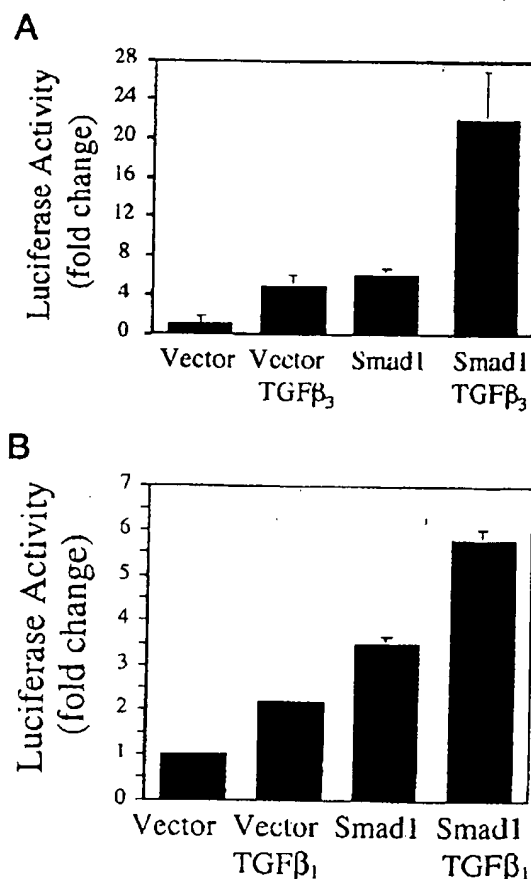 A
Luciferase Activity
(fold change)
28
24
20
16
12
8
4
0
Vector Vector Smad1 Smad1
TGFβ3 TGFβ3
B
Luciferase Activity
(fold change)
7
6
5
4
3
2
1
0
Vector Vector Smad1 Smad1
TGFβ1 TGFβ1